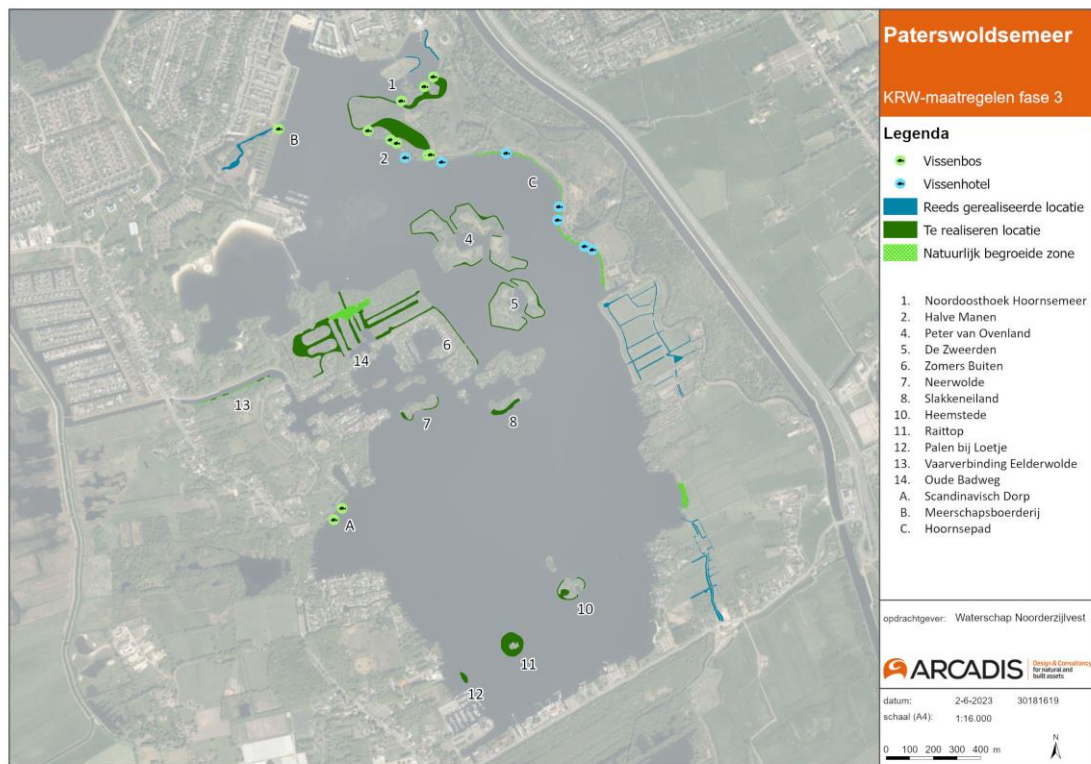 Paterswoldsemeer
KRW-maatregelen fase 3
Legenda
Vissenbos
Vissenhotel
Reeds gerealiseerde locatie
Te realiseren locatie
Natuurlijk begroeide zone
1. Noordoosthoek Hoornsemeer
2. Halve Manen
4. Peter van Ovenland
5. De Zweerden
6. Zomers Buiten
7. Neerwolde
8. Slakkeneiland
10. Heemstede
11. Raittop
12. Palen bij Loetje
13. Vaarverbinding Eelderwolde
14. Oude Badweg
A. Scandinavisch Dorp
B. Meerschapsboerderij
C. Hoornsepad
opdrachtgever: Waterschap Noorderzijlvest
ARCADIS
Design & Consultancy
for natural and
built assets
datum: 2-6-2023 30181619
schaal (A4): 1:16.000
N
0 100 200 300 400 m
1
B
2
C
4
5
6
14
13
7
8
A
10
11
12